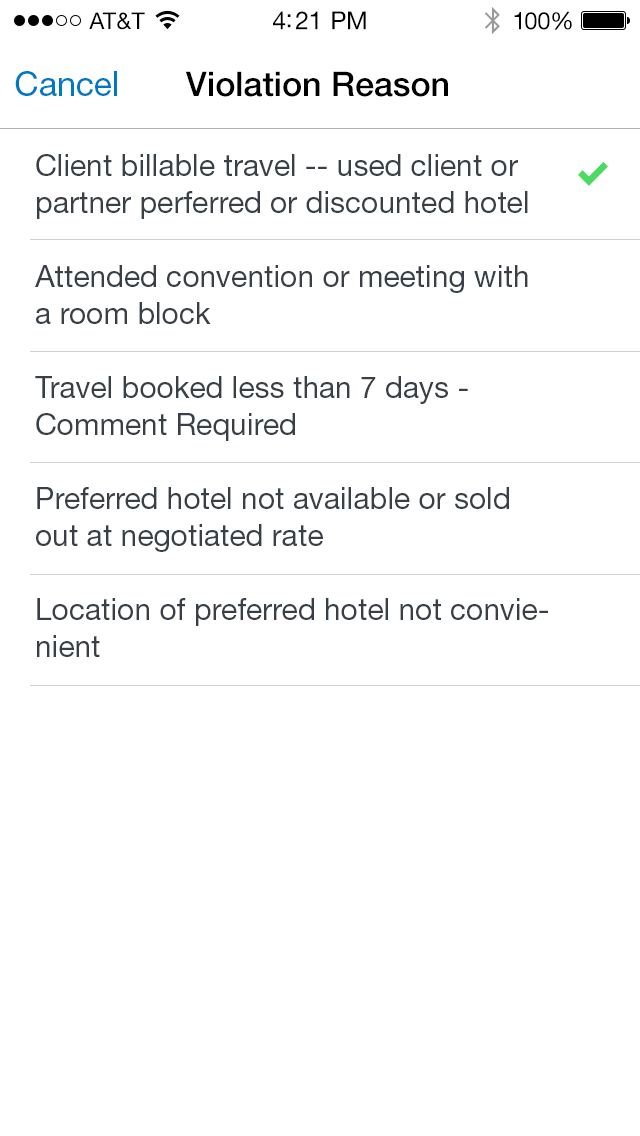 AT&T 4:21 PM 100%
Cancel Violation Reason
Client billable travel -- used client or
partner perferred or discounted hotel
Attended convention or meeting with
a room block
Travel booked less than 7 days -
Comment Required
Preferred hotel not available or sold
out at negotiated rate
Location of preferred hotel not convie-
nient